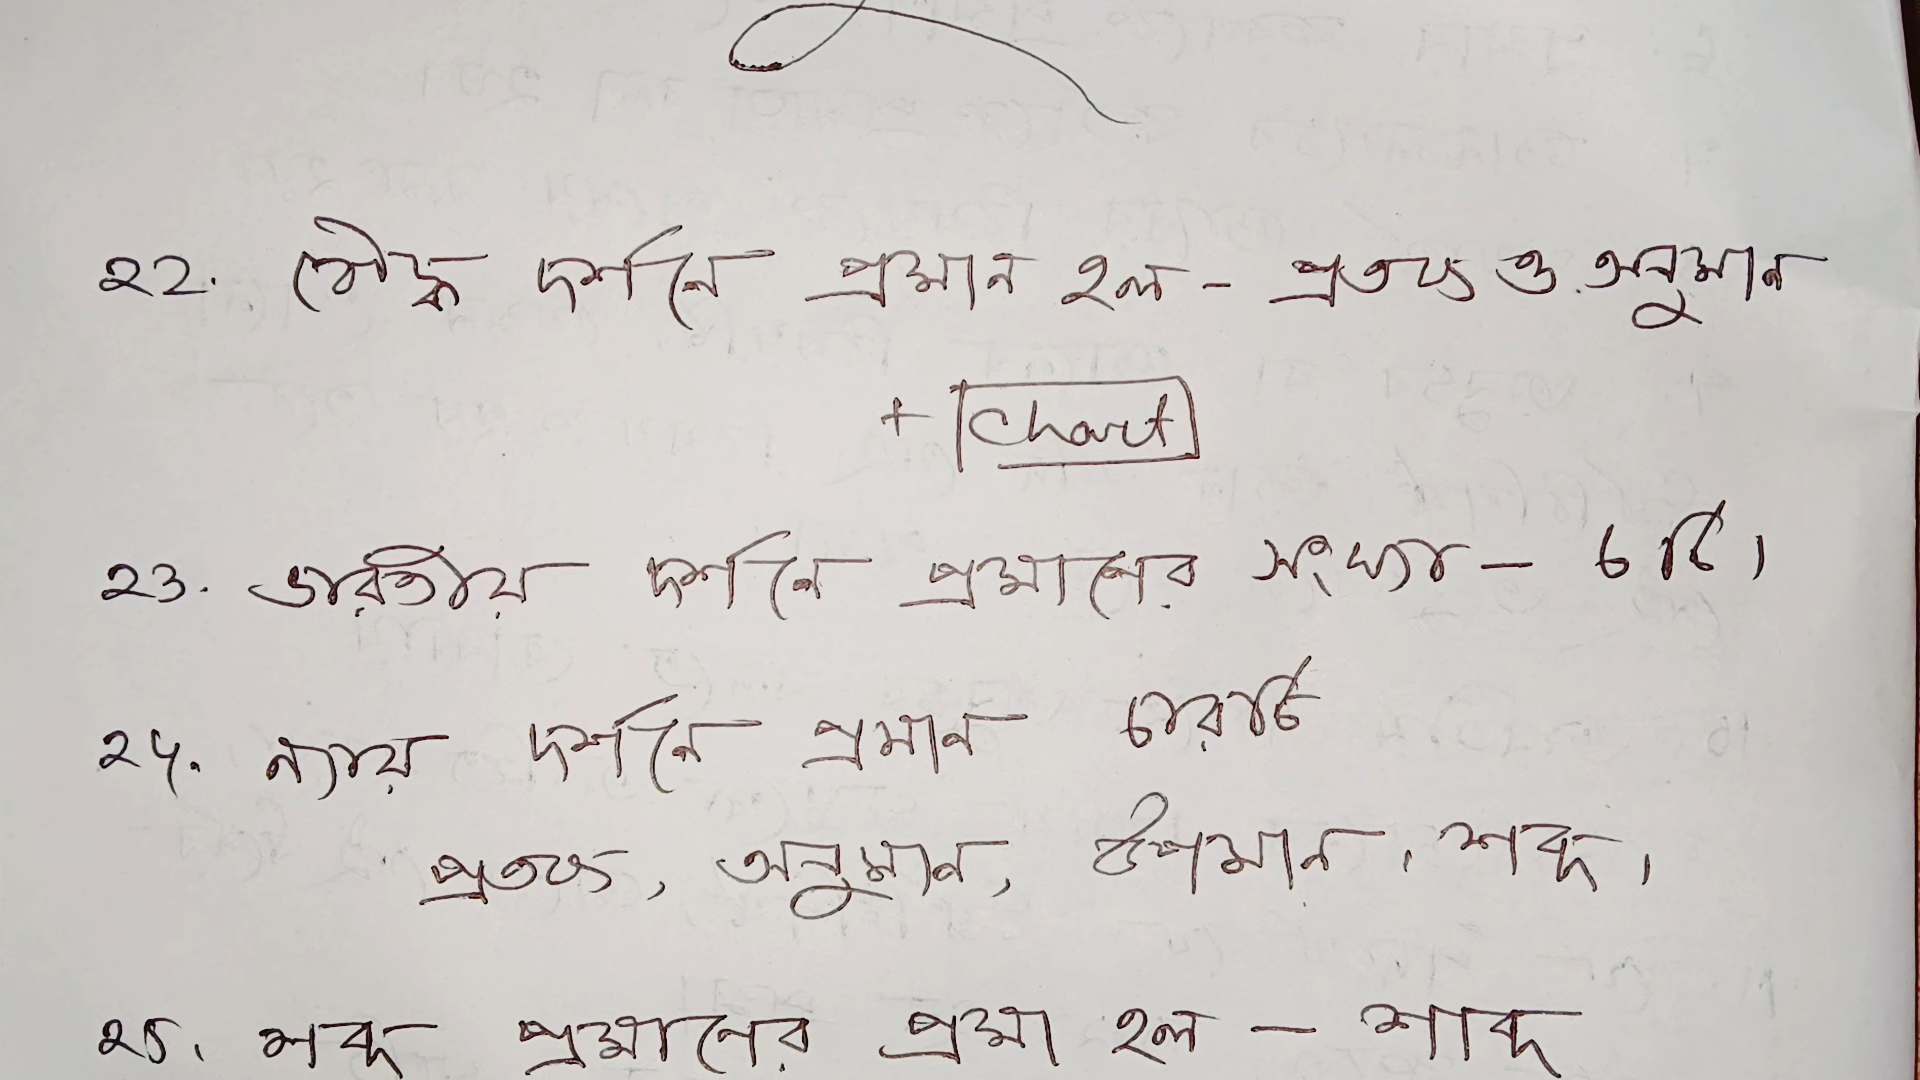 22. বৌদ্ধ দর্শনে প্রমান হল - প্রত্যক্ষ ও অনুমান
+ Chart
23. ভারতীয় দর্শনে প্রমাণের সংখ্যা - ৬ টি।
24. ন্যায় দর্শনে প্রমান চারটি
প্রত্যক্ষ, অনুমান, উপমান, শব্দ।
25. শব্দ প্রমাণের প্রমা হল - শাব্দ